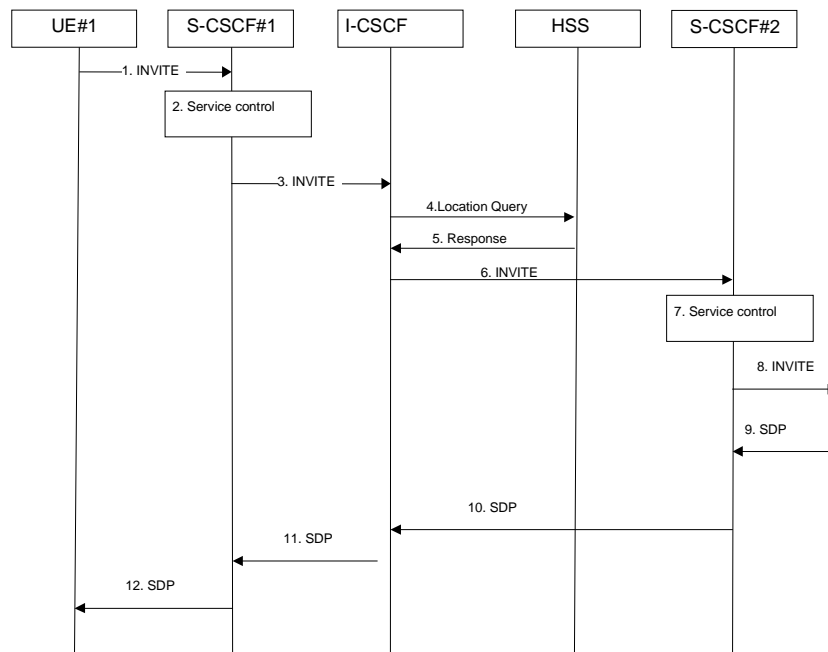 UE#1
S-CSCF#1
I-CSCF
HSS
S-CSCF#2
1. INVITE
2. Service control
3. INVITE
4.Location Query
5. Response
6. INVITE
7. Service control
8. INVITE
9. SDP
10. SDP
11. SDP
12. SDP